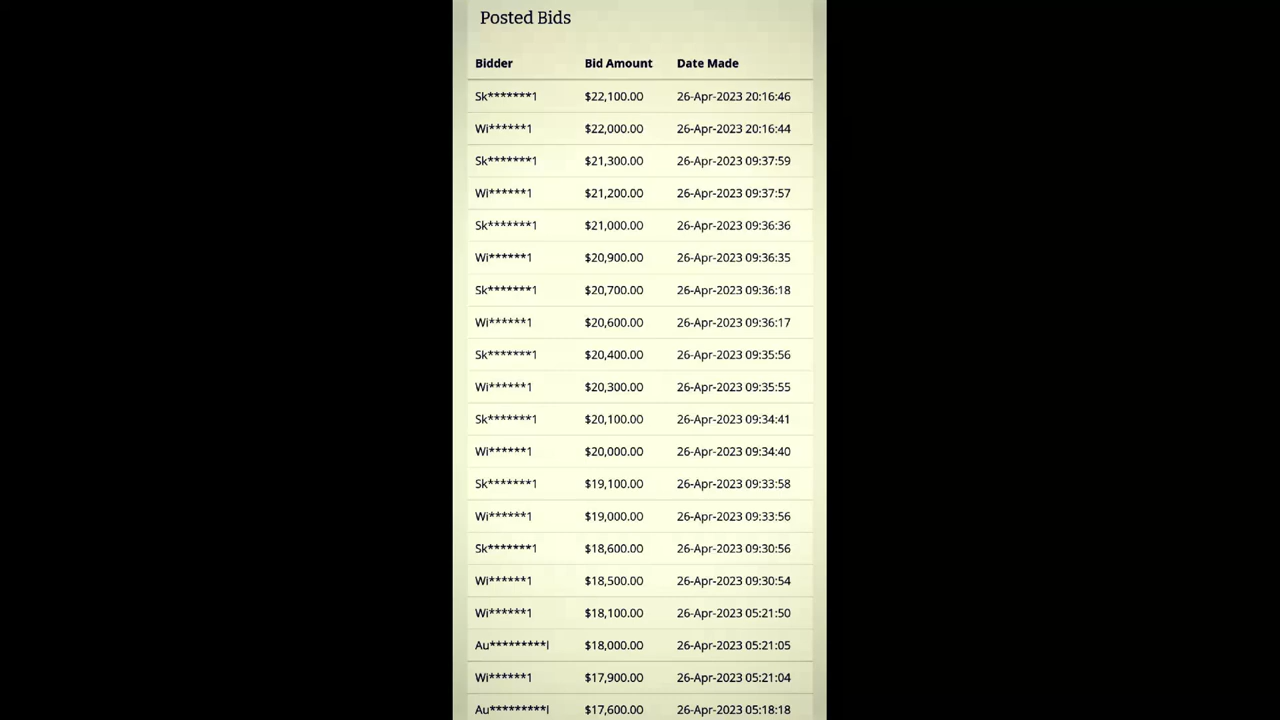 Posted Bids
Bidder Bid Amount Date Made
Sk*******1 $22,100.00 26-Apr-2023 20:16:46
Wi******1 $22,000.00 26-Apr-2023 20:16:44
Sk*******1 $21,300.00 26-Apr-2023 09:37:59
Wi******1 $21,200.00 26-Apr-2023 09:37:57
Sk*******1 $21,000.00 26-Apr-2023 09:36:36
Wi******1 $20,900.00 26-Apr-2023 09:36:35
Sk*******1 $20,700.00 26-Apr-2023 09:36:18
Wi******1 $20,600.00 26-Apr-2023 09:36:17
Sk*******1 $20,400.00 26-Apr-2023 09:35:56
Wi******1 $20,300.00 26-Apr-2023 09:35:55
Sk*******1 $20,100.00 26-Apr-2023 09:34:41
Wi******1 $20,000.00 26-Apr-2023 09:34:40
Sk*******1 $19,100.00 26-Apr-2023 09:33:58
Wi******1 $19,000.00 26-Apr-2023 09:33:56
Sk*******1 $18,600.00 26-Apr-2023 09:30:56
Wi******1 $18,500.00 26-Apr-2023 09:30:54
Wi******1 $18,100.00 26-Apr-2023 05:21:50
Au*********l $18,000.00 26-Apr-2023 05:21:05
Wi******1 $17,900.00 26-Apr-2023 05:21:04
Au*********l $17,600.00 26-Apr-2023 05:18:18